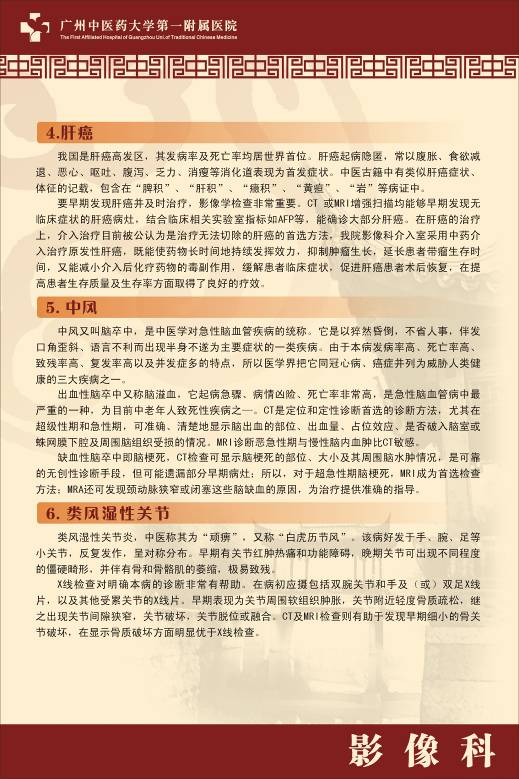 广州中医药大学第一附属医院
The First Affiliated Hospital of Guangzhou Uni.of Traditional Chinese Medicine
4.肝癌
我国是肝癌高发区，其发病率及死亡率均居世界首位。肝癌起病隐匿，常以腹胀、食欲减
退、恶心、呕吐、腹泻、乏力、消瘦等消化道表现为首发症状。中医古籍中有类似肝癌症状、
体征的记载，包含在“脾积”、“肝积”、“癥积”、“黄疸”、“岩”等病证中。
要早期发现肝癌并及时治疗，影像学检查非常重要。CT 或MRI增强扫描均能够早期发现无
临床症状的肝癌病灶，结合临床相关实验室指标如AFP等，能确诊大部分肝癌。在肝癌的治疗
上，介入治疗目前被公认为是治疗无法切除的肝癌的首选方法，我院影像科介入室采用中药介
入治疗原发性肝癌，既能使药物长时间地持续发挥效力，抑制肿瘤生长，延长患者带瘤生存时
间，又能减小介入后化疗药物的毒副作用，缓解患者临床症状，促进肝癌患者术后恢复，在提
高患者生存质量及生存率方面取得了良好的疗效。
5. 中风
中风又叫脑卒中，是中医学对急性脑血管疾病的统称。它是以猝然昏倒，不省人事，伴发
口角歪斜、语言不利而出现半身不遂为主要症状的一类疾病。由于本病发病率高、死亡率高、
致残率高、复发率高以及并发症多的特点，所以医学界把它同冠心病、癌症并列为威胁人类健
康的三大疾病之一。
出血性脑卒中又称脑溢血，它起病急骤、病情凶险、死亡率非常高，是急性脑血管病中最
严重的一种，为目前中老年人致死性疾病之一。CT是定位和定性诊断首选的诊断方法，尤其在
超急性期和急性期，可准确、清楚地显示脑出血的部位、出血量、占位效应、是否破入脑室或
蛛网膜下腔及周围脑组织受损的情况。MRI诊断恶急性期与慢性脑内血肿比CT敏感。
缺血性脑卒中即脑梗死，CT检查可显示脑梗死的部位、大小及其周围脑水肿情况，是可靠
的无创性诊断手段，但可能遗漏部分早期病灶；所以，对于超急性期脑梗死，MRI成为首选检查
方法；MRA还可发现颈动脉狭窄或闭塞这些脑缺血的原因，为治疗提供准确的指导。
6. 类风湿性关节
类风湿性关节炎，中医称其为“顽痹”，又称“白虎历节风”。该病好发于手、腕、足等
小关节，反复发作，呈对称分布。早期有关节红肿热痛和功能障碍，晚期关节可出现不同程度
的僵硬畸形，并伴有骨和骨骼肌的萎缩，极易致残。
X线检查对明确本病的诊断非常有帮助。在病初应摄包括双腕关节和手及（或）双足X线
片，以及其他受累关节的X线片。早期表现为关节周围软组织肿胀，关节附近轻度骨质疏松，继
之出现关节间隙狭窄，关节破坏，关节脱位或融合。CT及MRI检查则有助于发现早期细小的骨关
节破坏，在显示骨质破坏方面明显优于X线检查。
影像科